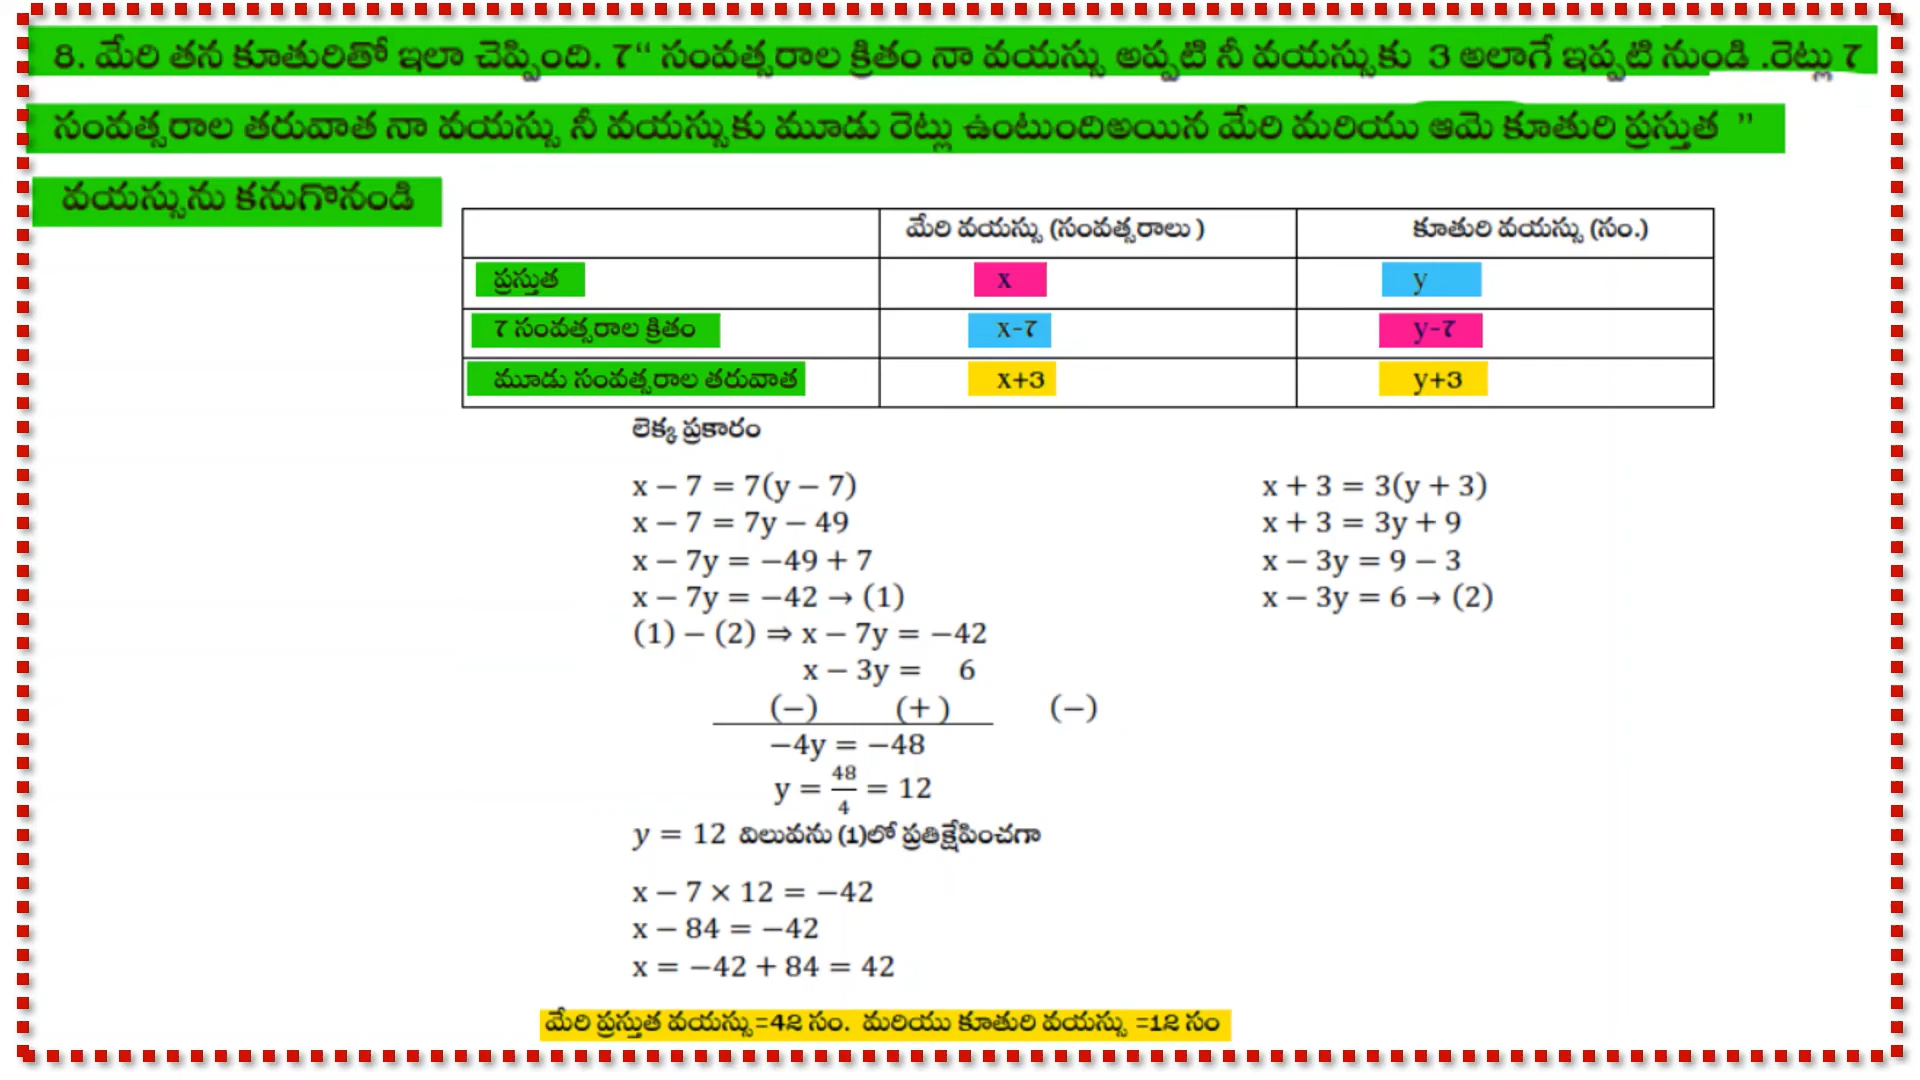 8. మేరి తన కూతురితో ఇలా చెప్పింది. 7“ సంవత్సరాల క్రితం నా వయస్సు అప్పటి నీ వయస్సుకు 3 అలాగే ఇప్పటి నుండి .రెట్లు 7
సంవత్సరాల తరువాత నా వయస్సు నీ వయస్సుకు మూడు రెట్లు ఉంటుందిఅయిన మేరి మరియు ఆమె కూతురి ప్రస్తుత ”
వయస్సును కనుగొనండి
మేరి వయస్సు (సంవత్సరాలు ) కూతురి వయస్సు (సం.)
ప్రస్తుత x y
7 సంవత్సరాల క్రితం x-7 y-7
మూడు సంవత్సరాల తరువాత x+3 y+3
లెక్క ప్రకారం
x − 7 = 7(y − 7) x + 3 = 3(y + 3)
x − 7 = 7y − 49 x + 3 = 3y + 9
x − 7y = −49 + 7 x − 3y = 9 − 3
x − 7y = −42 → (1) x − 3y = 6 → (2)
(1) − (2) ⇒ x − 7y = −42
x − 3y = 6
(−) (+ ) (−)
−4y = −48
y = 48/4 = 12
y = 12 విలువను (1)లో ప్రతిక్షేపించగా
x − 7 × 12 = −42
x − 84 = −42
x = −42 + 84 = 42
మేరి ప్రస్తుత వయస్సు=42 సం. మరియు కూతురి వయస్సు =12 సం